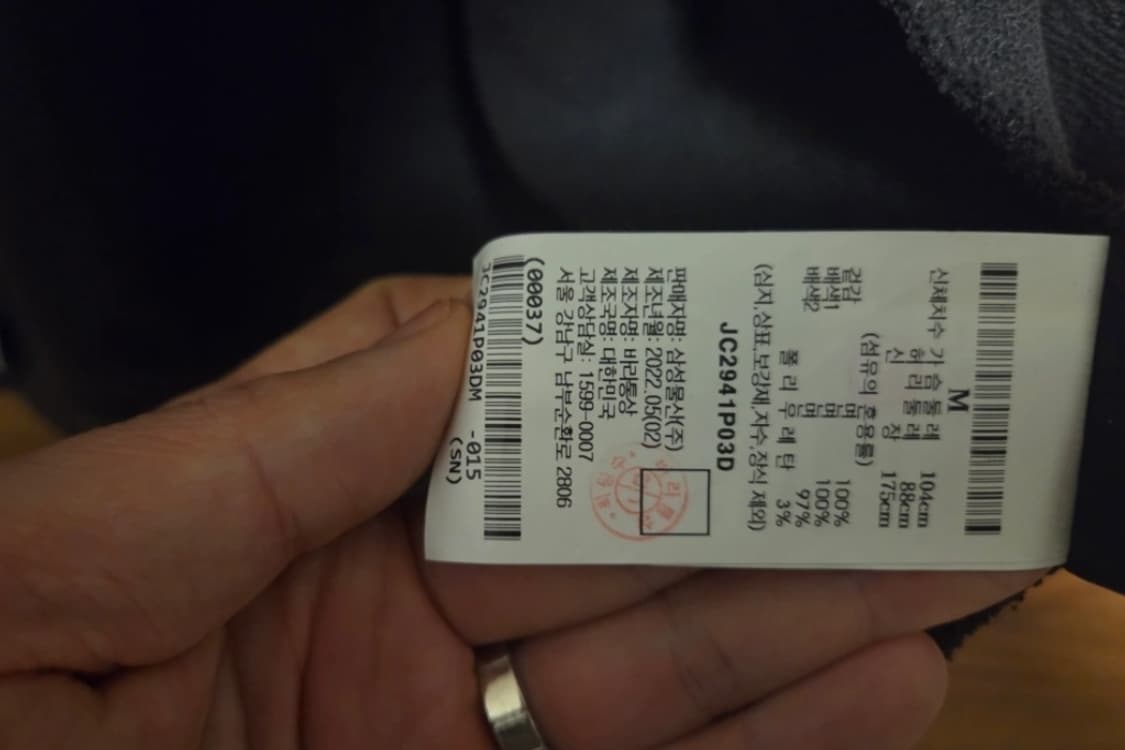 M
신체치수 가슴둘레 104cm
허리둘레 88cm
신 장 175cm
(섬유의 혼용률)
겉감 면 100%
배색1 면 100%
배색2 면 97%
폴리우레탄 3%
(심지,상표,보강재,자수,장식 제외)
JC2941P03D
판매자명: 삼성물산(주)
제조년월: 2022.05(02)
제조자명: 바리통상
제조국명: 대한민국
고객상담실: 1599-0007
서울 강남구 남부순환로 2806
(00037)
JC2941P03DM -015
(SN)